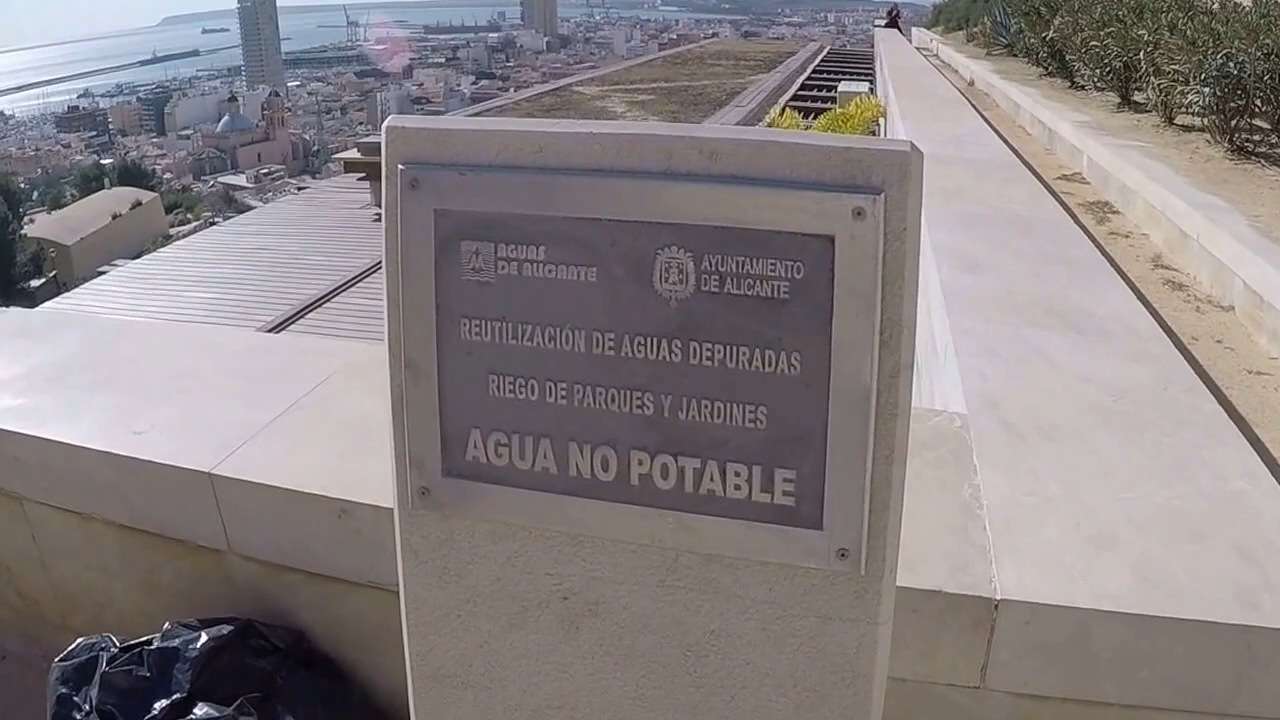 AGUAS
DE ALICANTE
AYUNTAMIENTO
DE ALICANTE
REUTILIZACIÓN DE AGUAS DEPURADAS
RIEGO DE PARQUES Y JARDINES
AGUA NO POTABLE